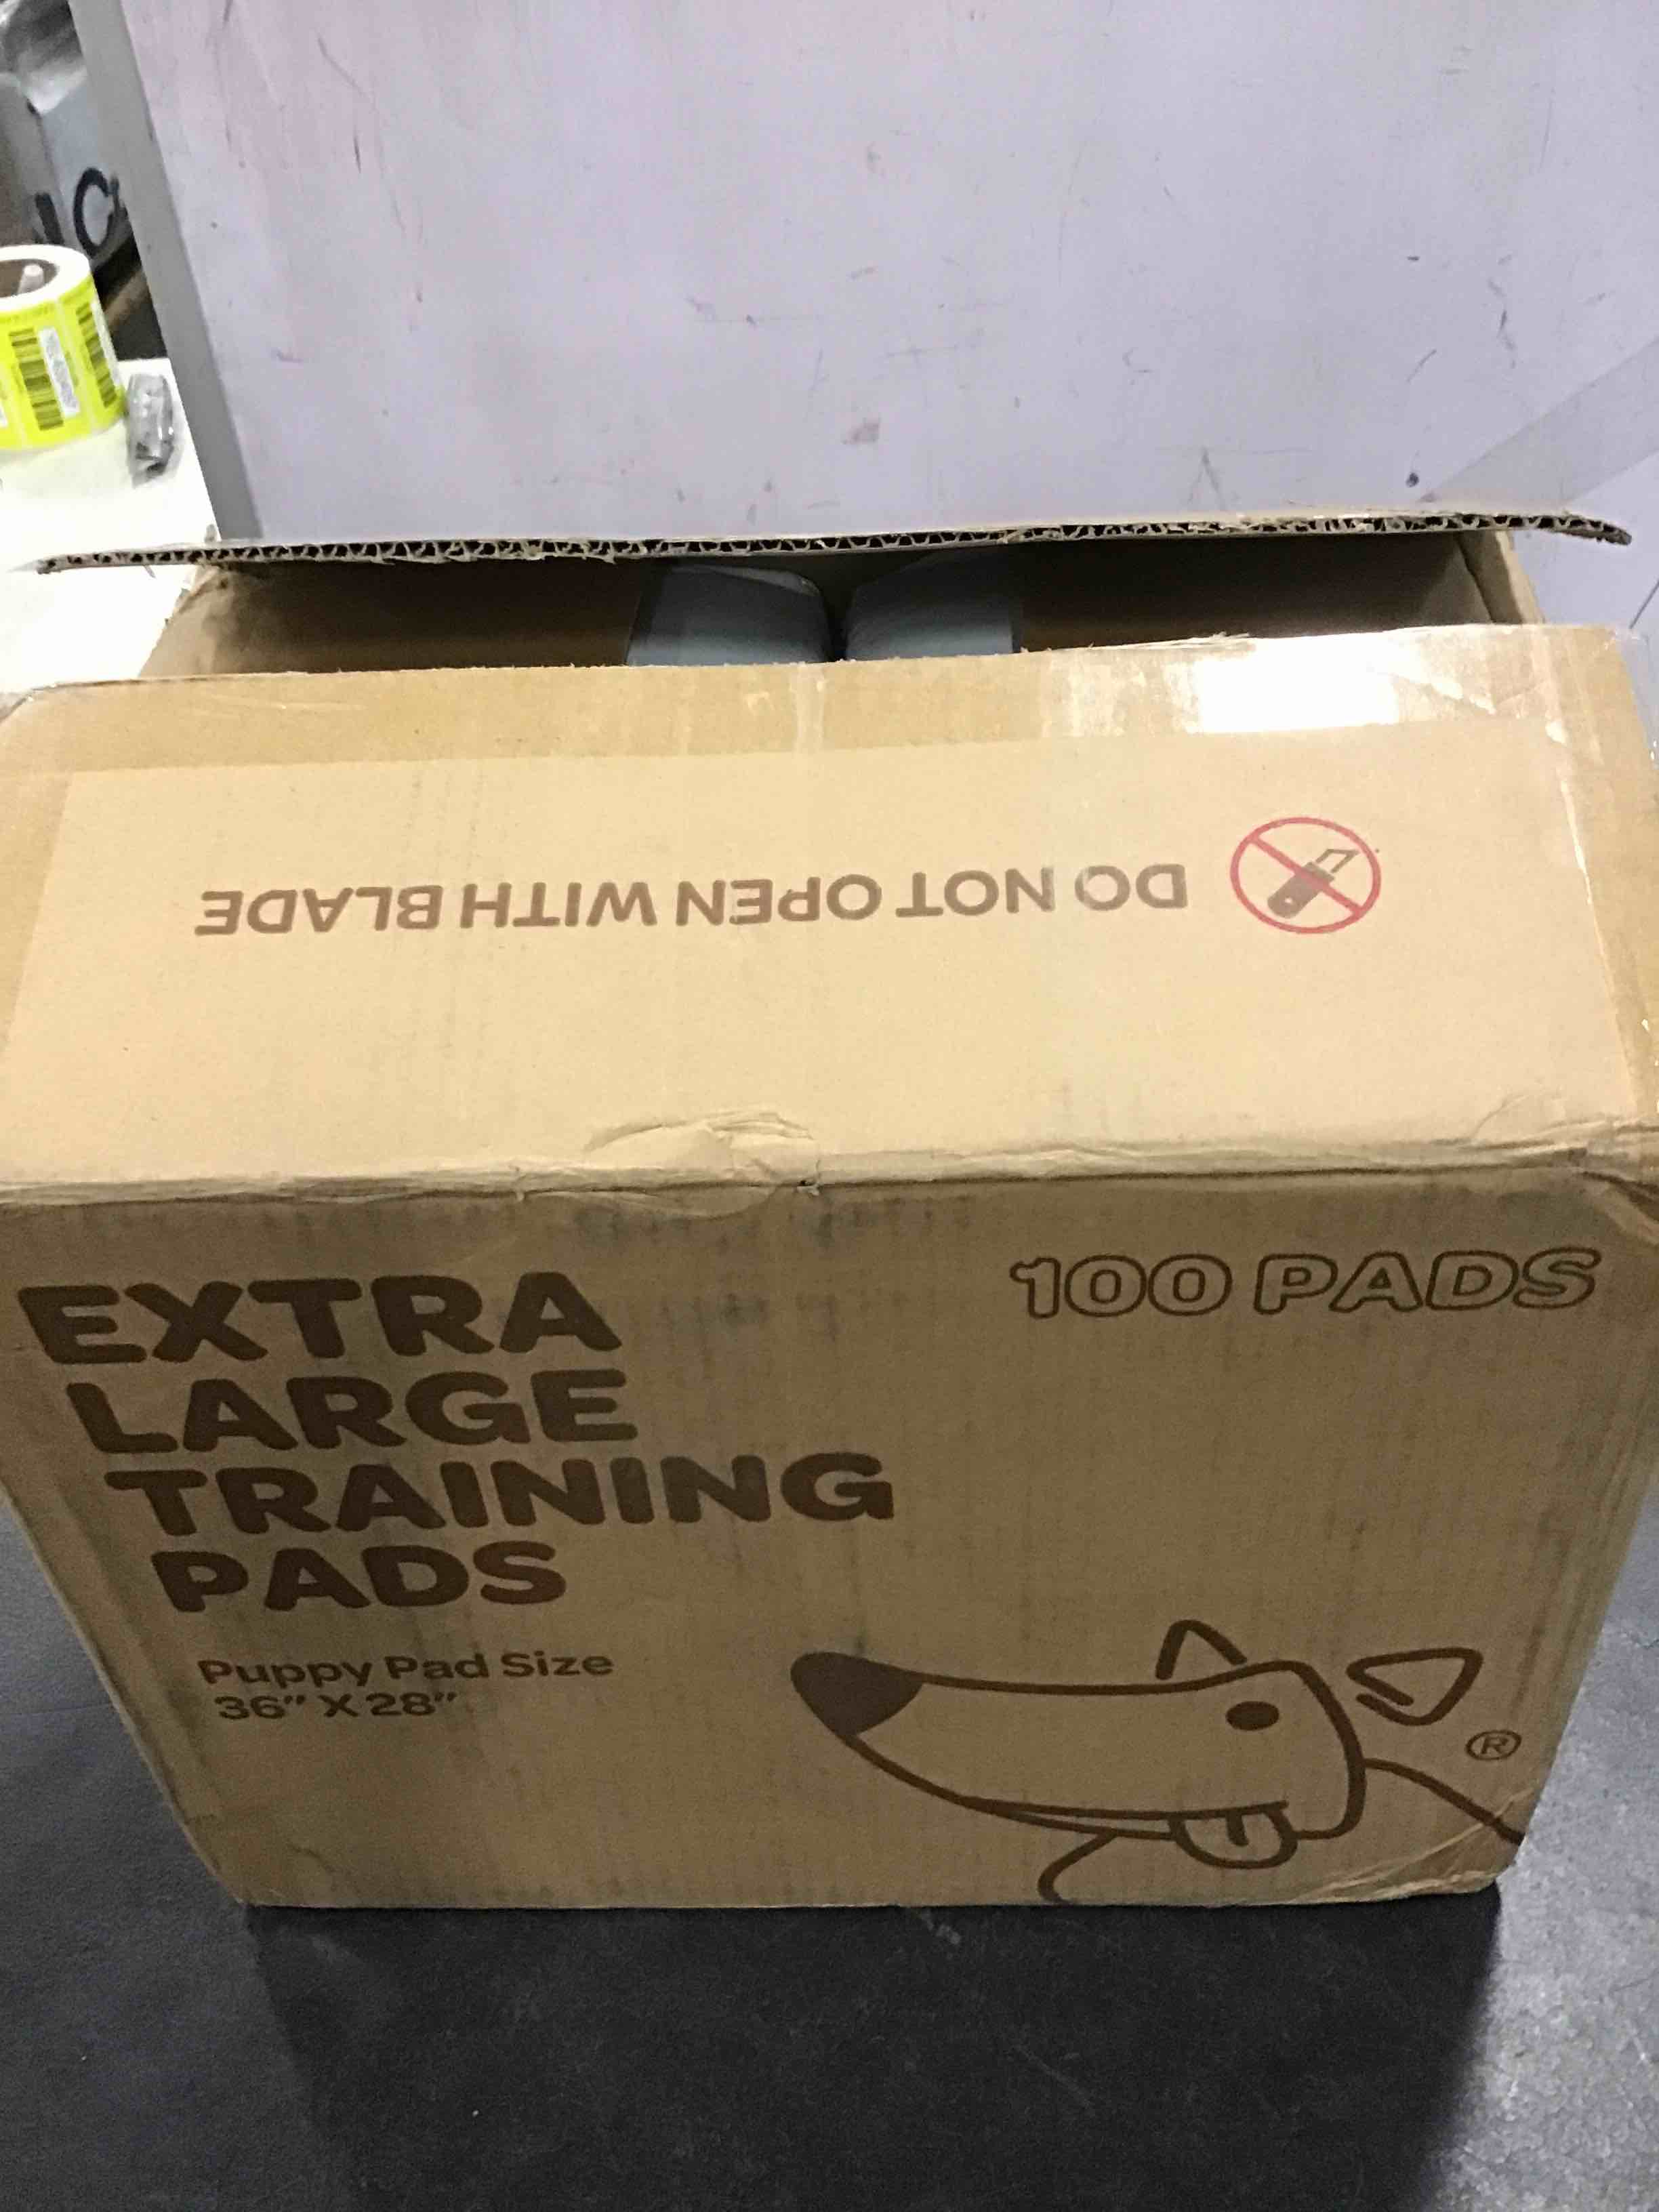 DO NOT OPEN WITH BLADE
EXTRA
LARGE
TRAINING
PADS
100 PADS
Puppy Pad Size
36" X 28"
®